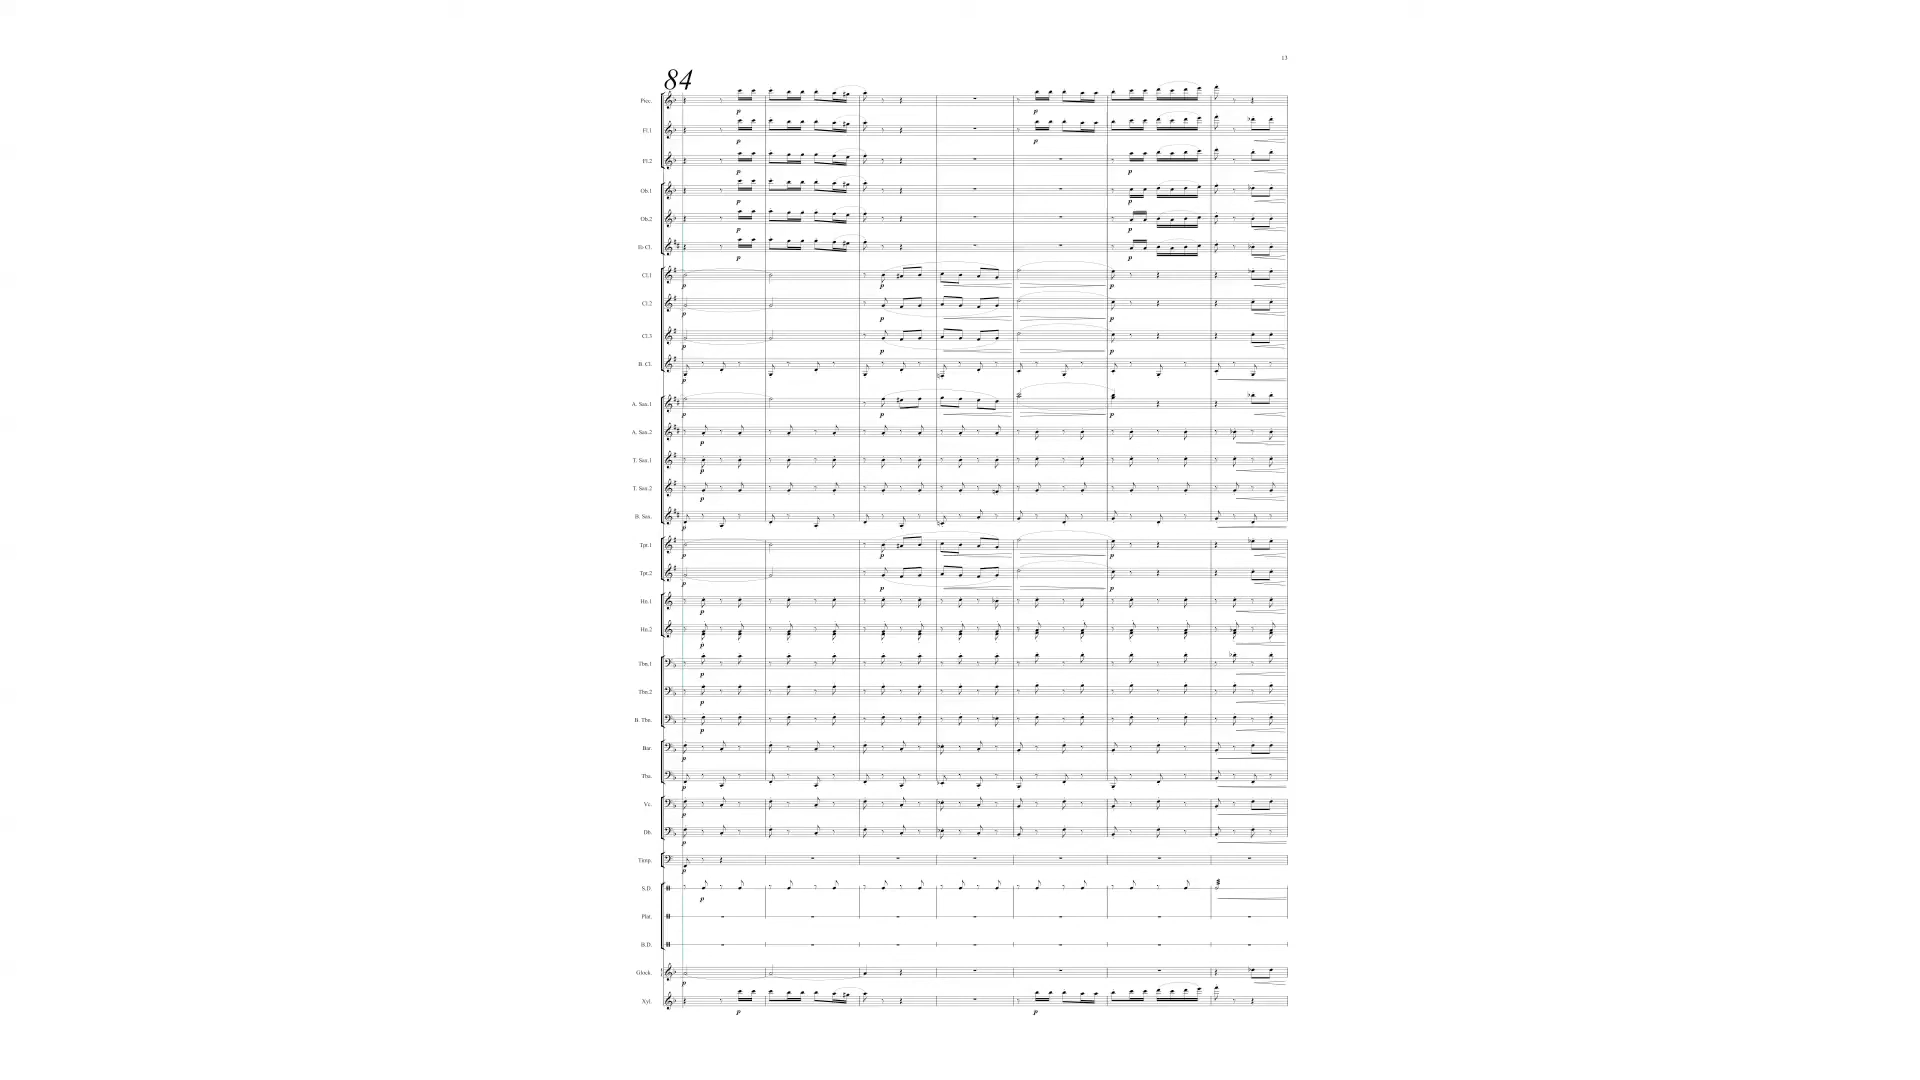 13
84
Picc.
p
p
Fl.1
p
p
Fl.2
p
p
Ob.1
p
p
Ob.2
p
p
Eb Cl.
p
p
Cl.1
p
p
p
Cl.2
p
p
p
Cl.3
p
p
p
B. Cl.
p
A. Sax.1
p
p
p
A. Sax.2
p
T. Sax.1
p
T. Sax.2
p
B. Sax.
p
Tpt.1
p
p
p
Tpt.2
p
p
p
Hn.1
p
Hn.2
p
Tbn.1
p
Tbn.2
p
B. Tbn.
p
Bar.
p
Tba.
p
Vc.
p
Db.
p
Timp.
p
S.D.
p
Piat.
B.D.
Glock.
p
Xyl.
p
p